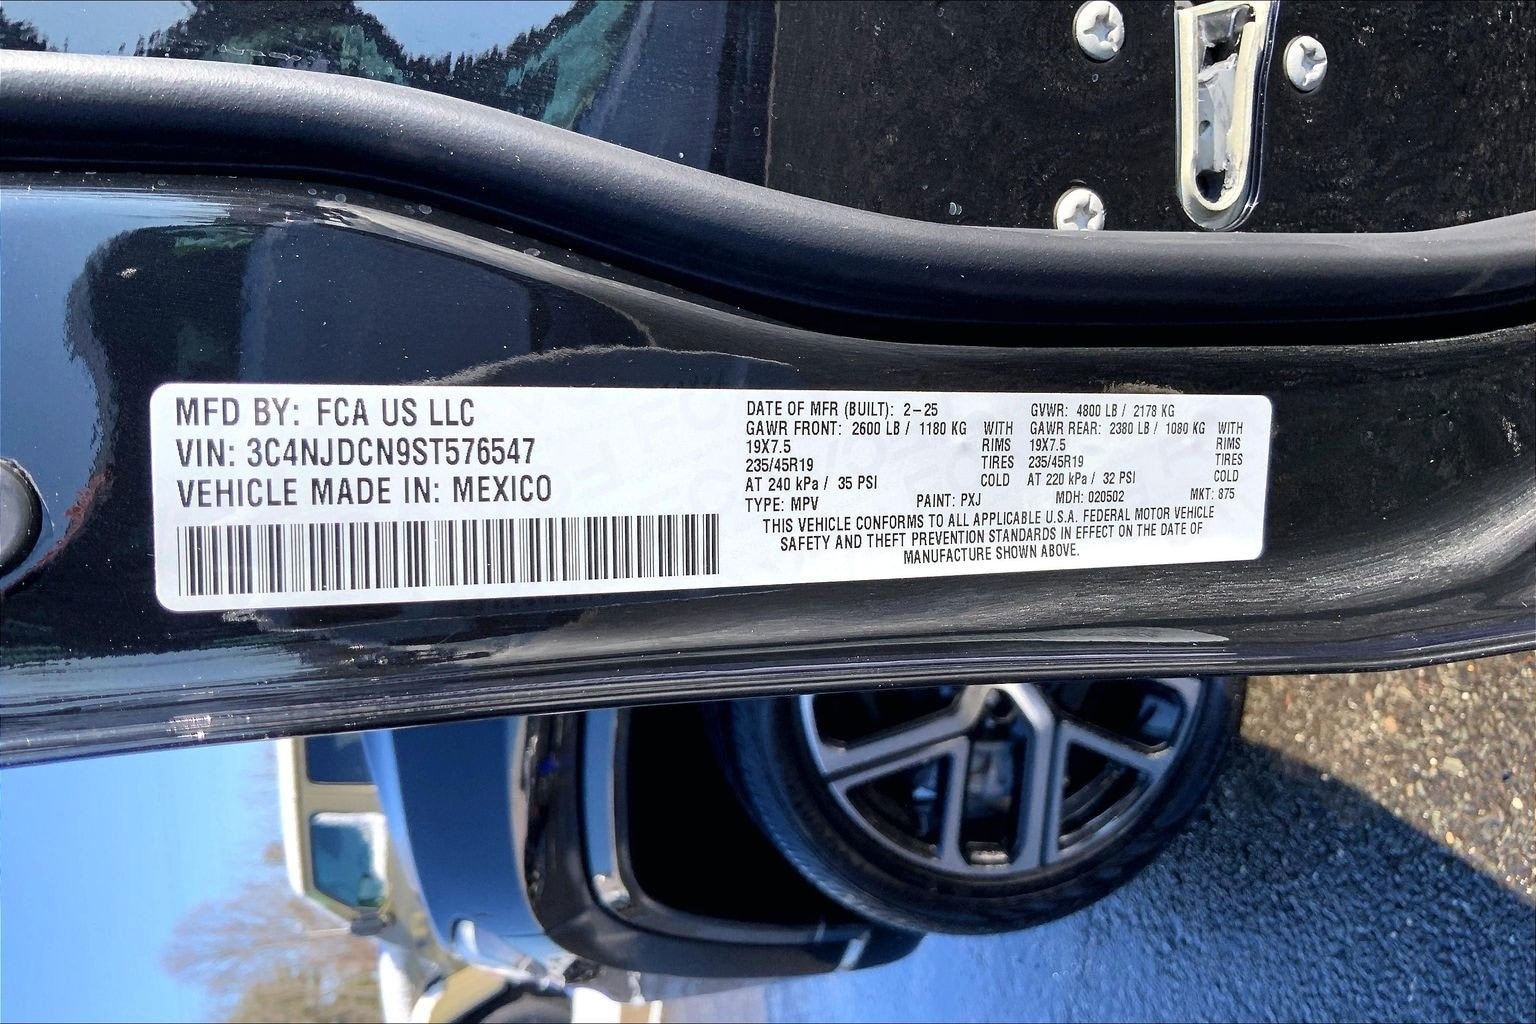 MFD BY: FCA US LLC
VIN: 3C4NJDCN9ST576547
VEHICLE MADE IN: MEXICO
DATE OF MFR (BUILT): 2-25
GAWR FRONT: 2600 LB / 1180 KG WITH
19X7.5 RIMS
235/45R19 TIRES
AT 240 kPa / 35 PSI COLD
GVWR: 4800 LB / 2178 KG
GAWR REAR: 2380 LB / 1080 KG WITH
19X7.5 RIMS
235/45R19 TIRES
AT 220 kPa / 32 PSI COLD
TYPE: MPV PAINT: PXJ MDH: 020502 MKT: 875
THIS VEHICLE CONFORMS TO ALL APPLICABLE U.S.A. FEDERAL MOTOR VEHICLE
SAFETY AND THEFT PREVENTION STANDARDS IN EFFECT ON THE DATE OF
MANUFACTURE SHOWN ABOVE.